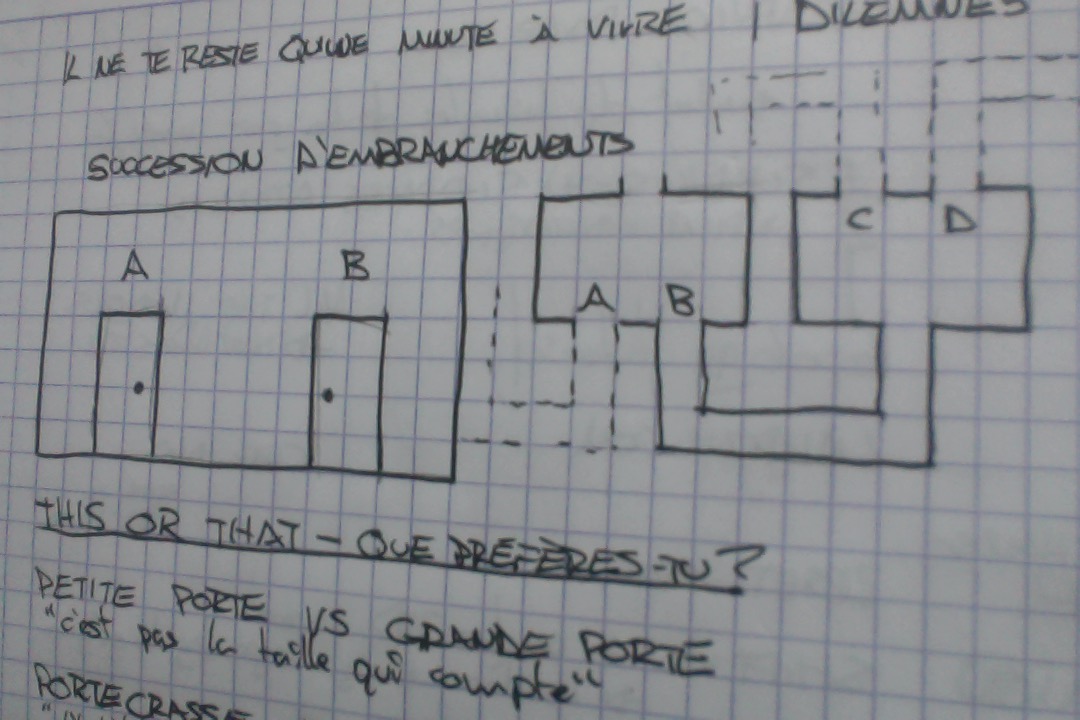 IL NE TE RESTE QU'UNE MINUTE À VIVRE | DILEMMES
SUCCESSION D'EMBRANCHEMENTS
A B
A B C D
THIS OR THAT - QUE PRÉFÈRES-TU?
PETITE PORTE VS GRANDE PORTE
"c'est pas la taille qui compte"
PORTE CRASSE